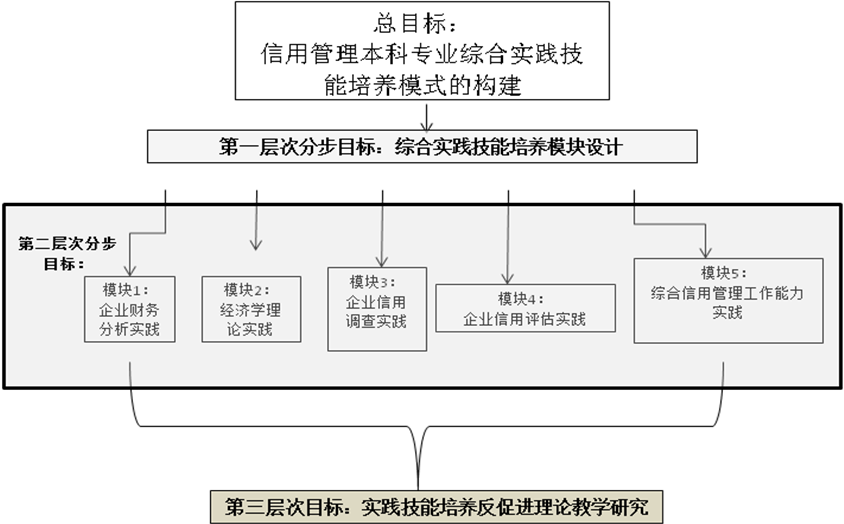 总目标：
信用管理本科专业综合实践技
能培养模式的构建
第一层次分步目标：综合实践技能培养模块设计
第二层次分步
目标：
模块1：
企业财务
分析实践
模块2：
经济学理
论实践
模块3：
企业信用
调查实践
模块4：
企业信用评估实践
模块5：
综合信用管理工作能力
实践
第三层次目标：实践技能培养反促进理论教学研究